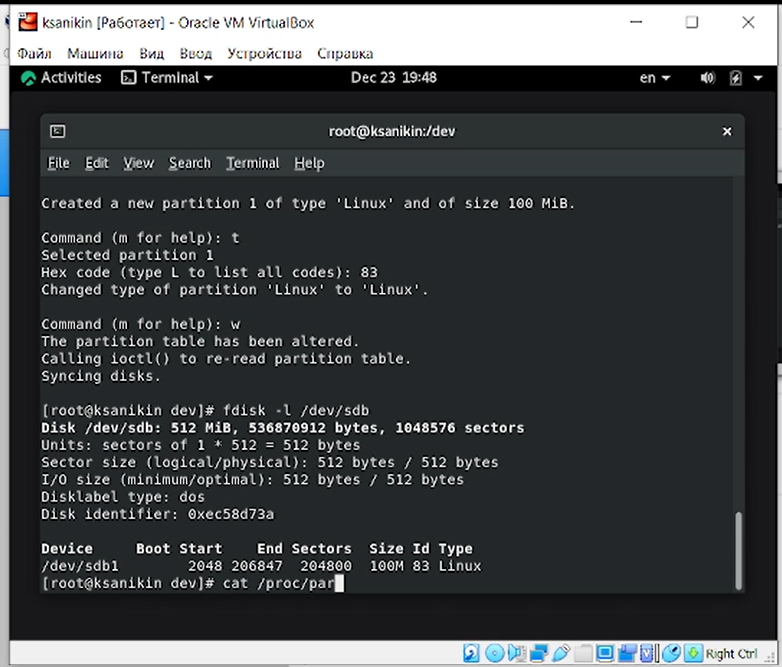 ksanikin [Работает] - Oracle VM VirtualBox
Файл Машина Вид Ввод Устройства Справка
Activities Terminal Dec 23 19:48 en
root@ksanikin:/dev
File Edit View Search Terminal Help
Created a new partition 1 of type 'Linux' and of size 100 MiB.
Command (m for help): t
Selected partition 1
Hex code (type L to list all codes): 83
Changed type of partition 'Linux' to 'Linux'.
Command (m for help): w
The partition table has been altered.
Calling ioctl() to re-read partition table.
Syncing disks.
[root@ksanikin dev]# fdisk -l /dev/sdb
Disk /dev/sdb: 512 MiB, 536870912 bytes, 1048576 sectors
Units: sectors of 1 * 512 = 512 bytes
Sector size (logical/physical): 512 bytes / 512 bytes
I/O size (minimum/optimal): 512 bytes / 512 bytes
Disklabel type: dos
Disk identifier: 0xec58d73a
Device Boot Start End Sectors Size Id Type
/dev/sdb1 2048 206847 204800 100M 83 Linux
[root@ksanikin dev]# cat /proc/par
Right Ctrl